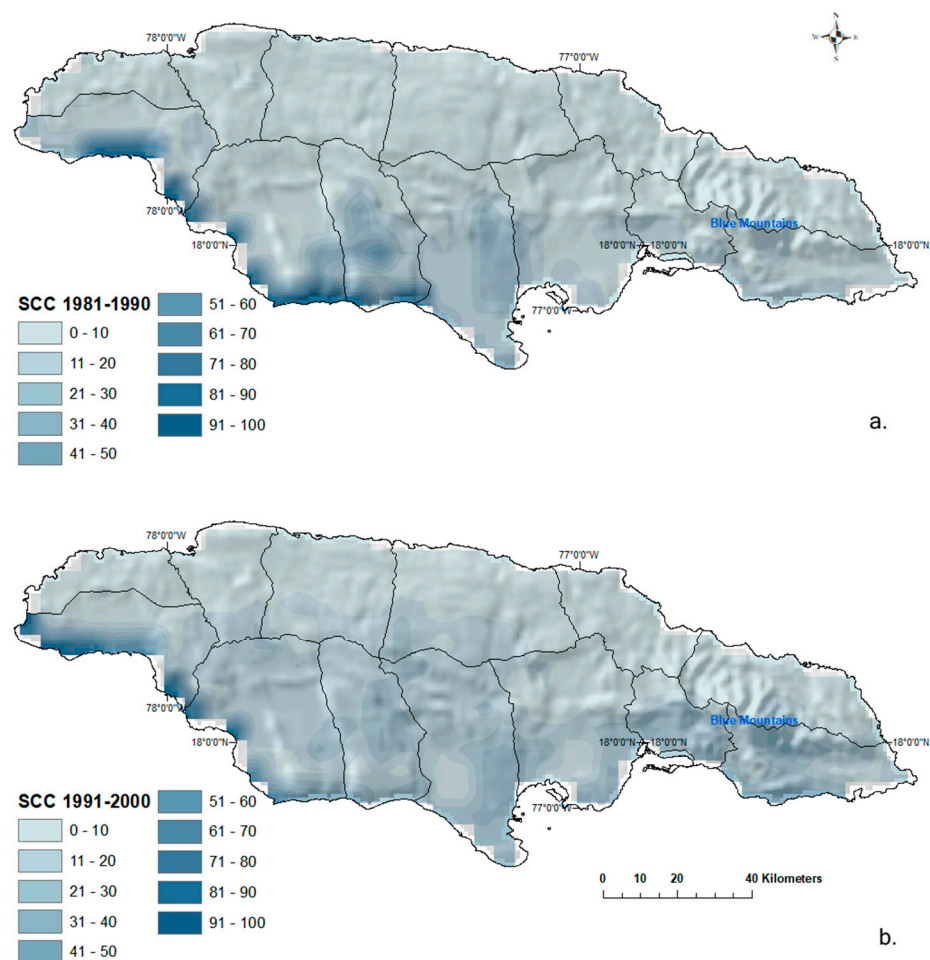 N
W E
S
78°0'0"W
77°0'0"W
78°0'0"W
Blue Mountains
18°0'0"N
18°0'0"N 18°0'0"N
18°0'0"N
77°0'0"W
SCC 1981-1990
0 - 10
11 - 20
21 - 30
31 - 40
41 - 50
51 - 60
61 - 70
71 - 80
81 - 90
91 - 100
a.
78°0'0"W
77°0'0"W
78°0'0"W
Blue Mountains
18°0'0"N
18°0'0"N 18°0'0"N
18°0'0"N
77°0'0"W
SCC 1991-2000
0 - 10
11 - 20
21 - 30
31 - 40
41 - 50
51 - 60
61 - 70
71 - 80
81 - 90
91 - 100
0 10 20 40 Kilometers
b.